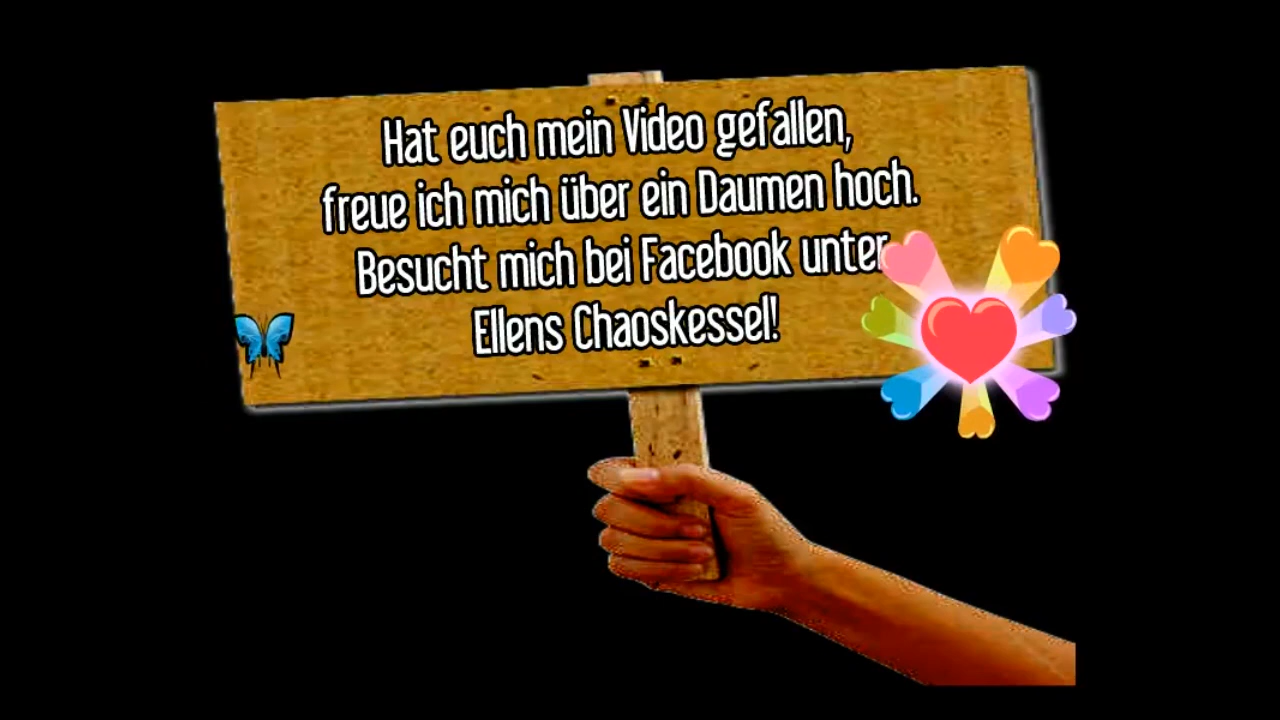 Hat euch mein Video gefallen,
freue ich mich über ein Daumen hoch.
Besucht mich bei Facebook unter
Ellens Chaoskessel!